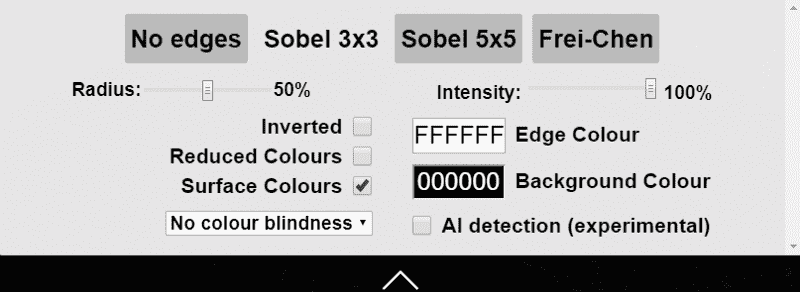 No edges Sobel 3x3 Sobel 5x5 Frei-Chen
Radius: 50% Intensity: 100%
Inverted FFFFFF Edge Colour
Reduced Colours
Surface Colours 000000 Background Colour
No colour blindness AI detection (experimental)